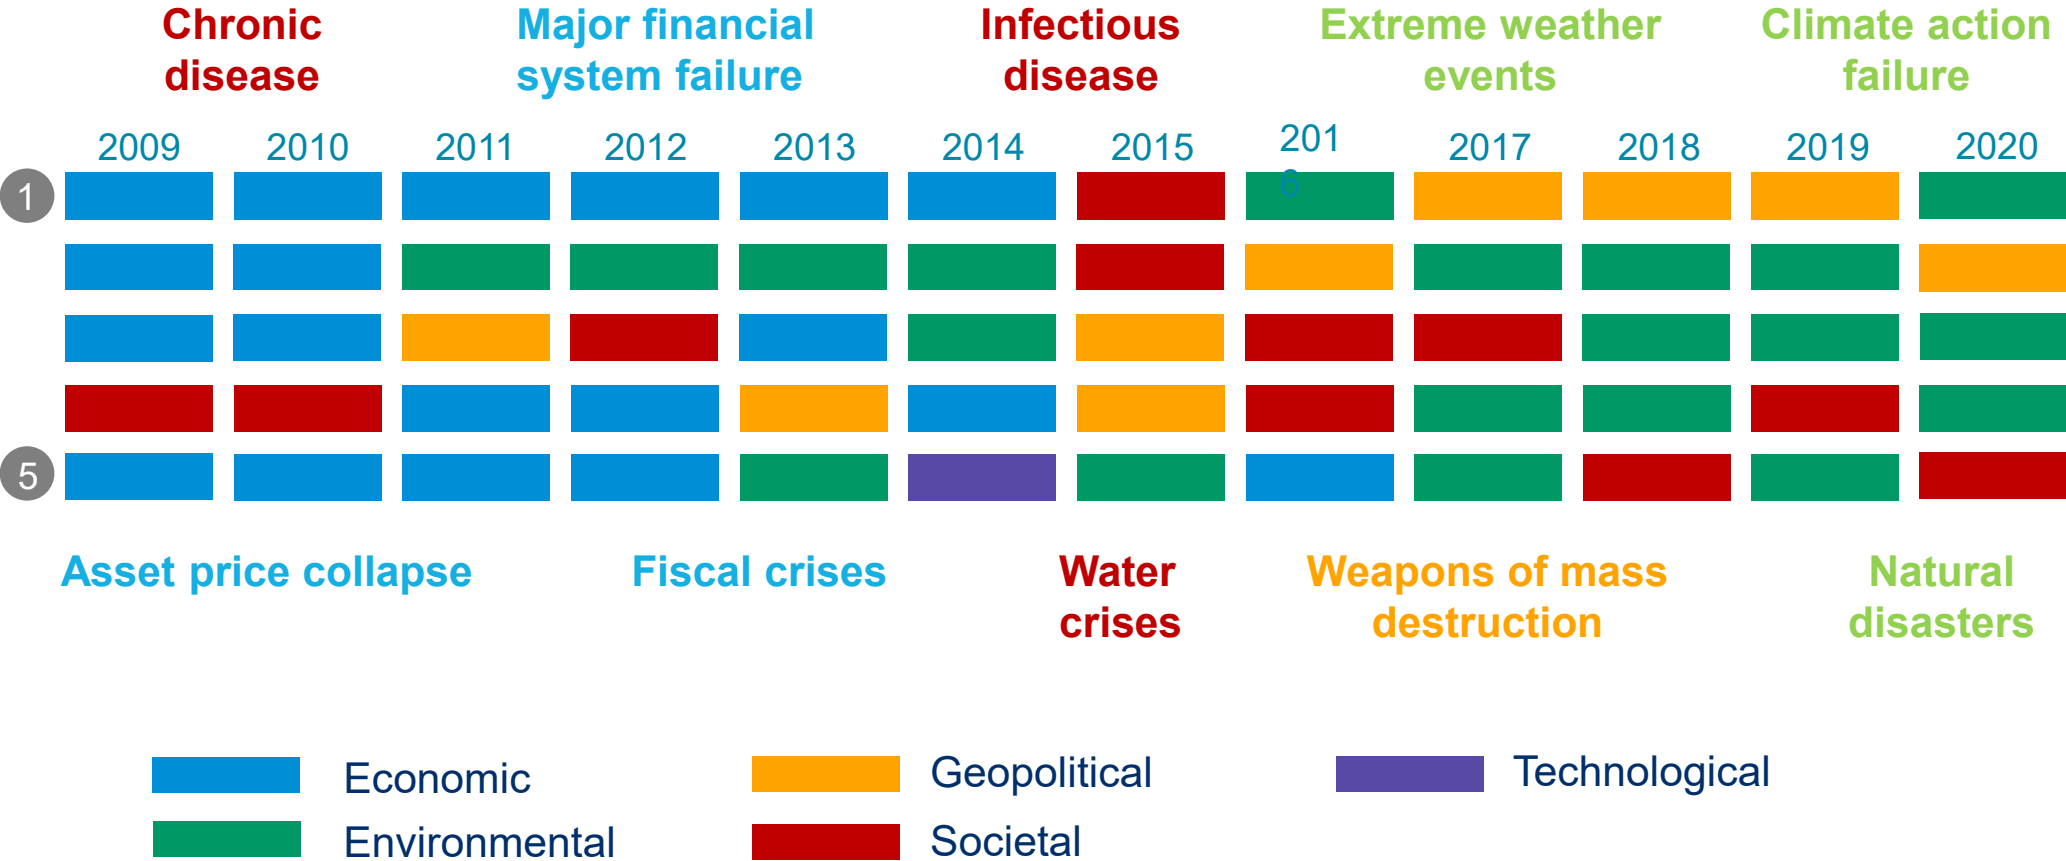 Chronic
disease
Major financial
system failure
Infectious
disease
Extreme weather
events
Climate action
failure
2009 2010 2011 2012 2013 2014 2015 201
6 2017 2018 2019 2020
1
5
Asset price collapse
Fiscal crises
Water
crises
Weapons of mass
destruction
Natural
disasters
Economic
Geopolitical
Technological
Environmental
Societal